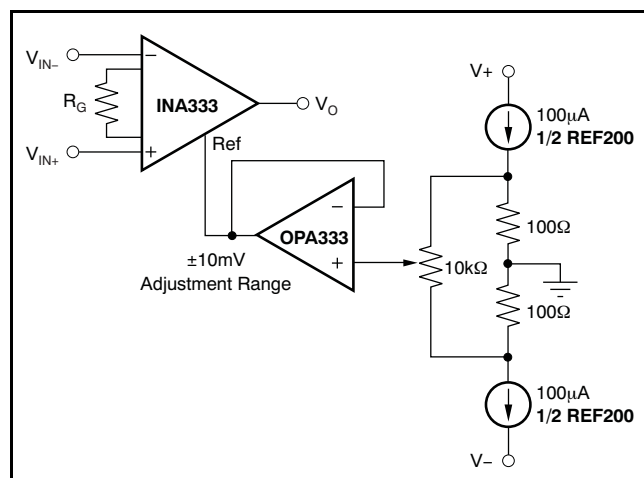 V+
VIN−
−
100µA
1/2 REF200
RG
INA333
VO
VIN+
+
Ref
−
100Ω
OPA333
+
10kΩ
±10mV
Adjustment Range
100Ω
100µA
1/2 REF200
V−